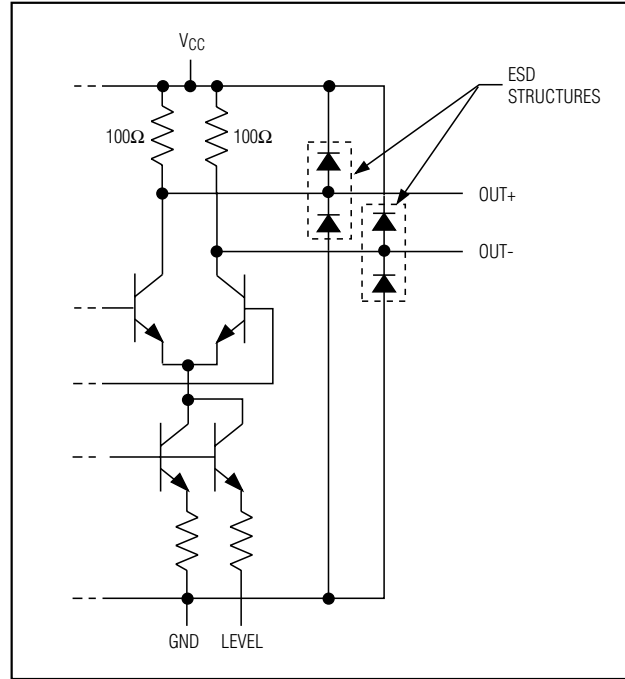 VCC
ESD
STRUCTURES
100Ω
100Ω
OUT+
OUT-
GND
LEVEL